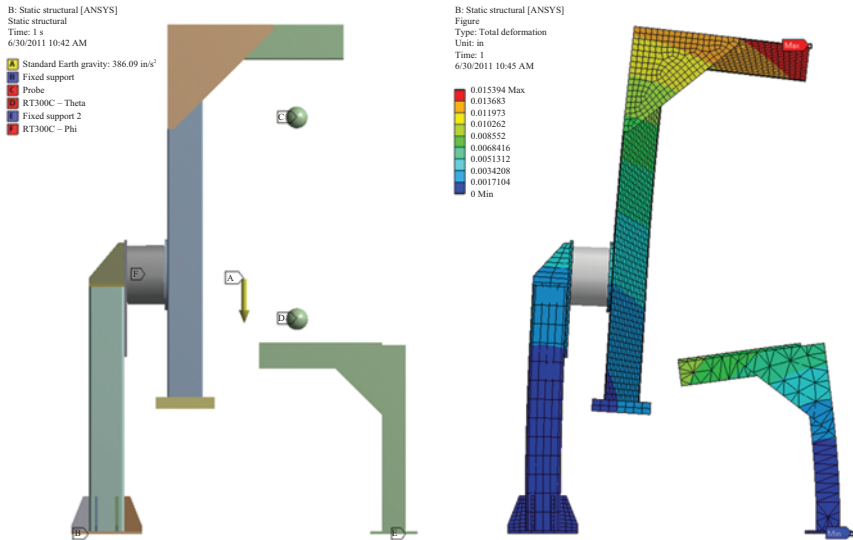 B: Static structural [ANSYS]
Static structural
Time: 1 s
6/30/2011 10:42 AM
A Standard Earth gravity: 386.09 in/s²
B Fixed support
C Probe
D RT300C – Theta
E Fixed support 2
F RT300C – Phi
C
F
A
D
B
E
B: Static structural [ANSYS]
Figure
Type: Total deformation
Unit: in
Time: 1
6/30/2011 10:45 AM
0.015394 Max
0.013683
0.011973
0.010262
0.008552
0.0068416
0.0051312
0.0034208
0.0017104
0 Min
Max
Min